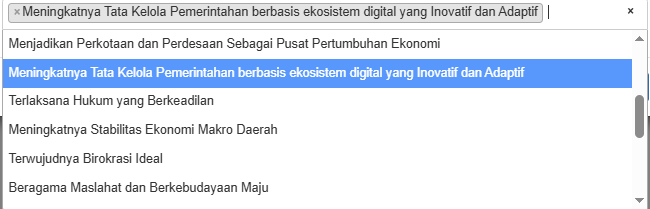 ×Meningkatnya Tata Kelola Pemerintahan berbasis ekosistem digital yang Inovatif dan Adaptif ×
Menjadikan Perkotaan dan Perdesaan Sebagai Pusat Pertumbuhan Ekonomi
Meningkatnya Tata Kelola Pemerintahan berbasis ekosistem digital yang Inovatif dan Adaptif
Terlaksana Hukum yang Berkeadilan
Meningkatnya Stabilitas Ekonomi Makro Daerah
Terwujudnya Birokrasi Ideal
Beragama Maslahat dan Berkebudayaan Maju